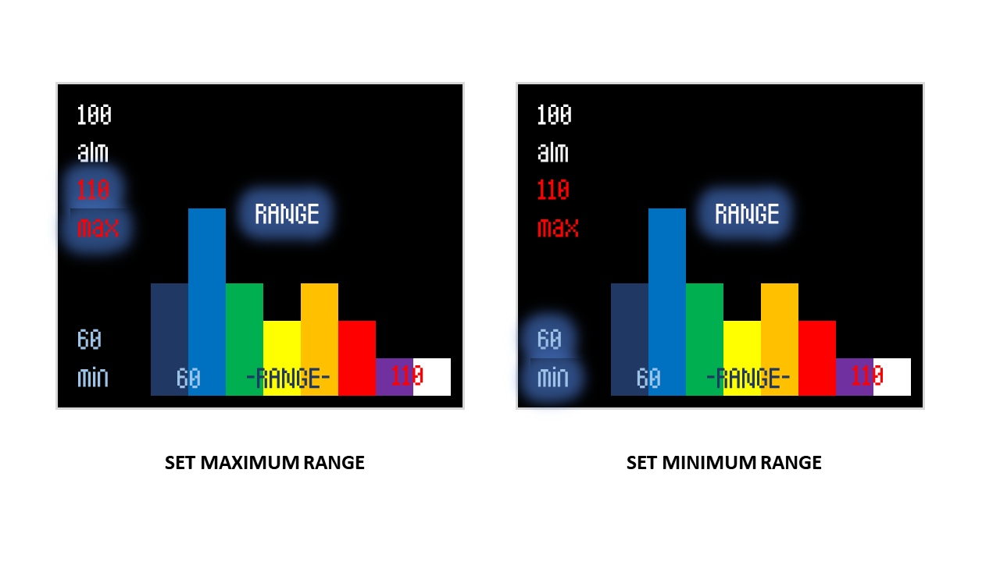 100
alm
110
max
RANGE
60
min
60 -RANGE- 110
SET MAXIMUM RANGE
100
alm
110
max
RANGE
60
min
60 -RANGE- 110
SET MINIMUM RANGE